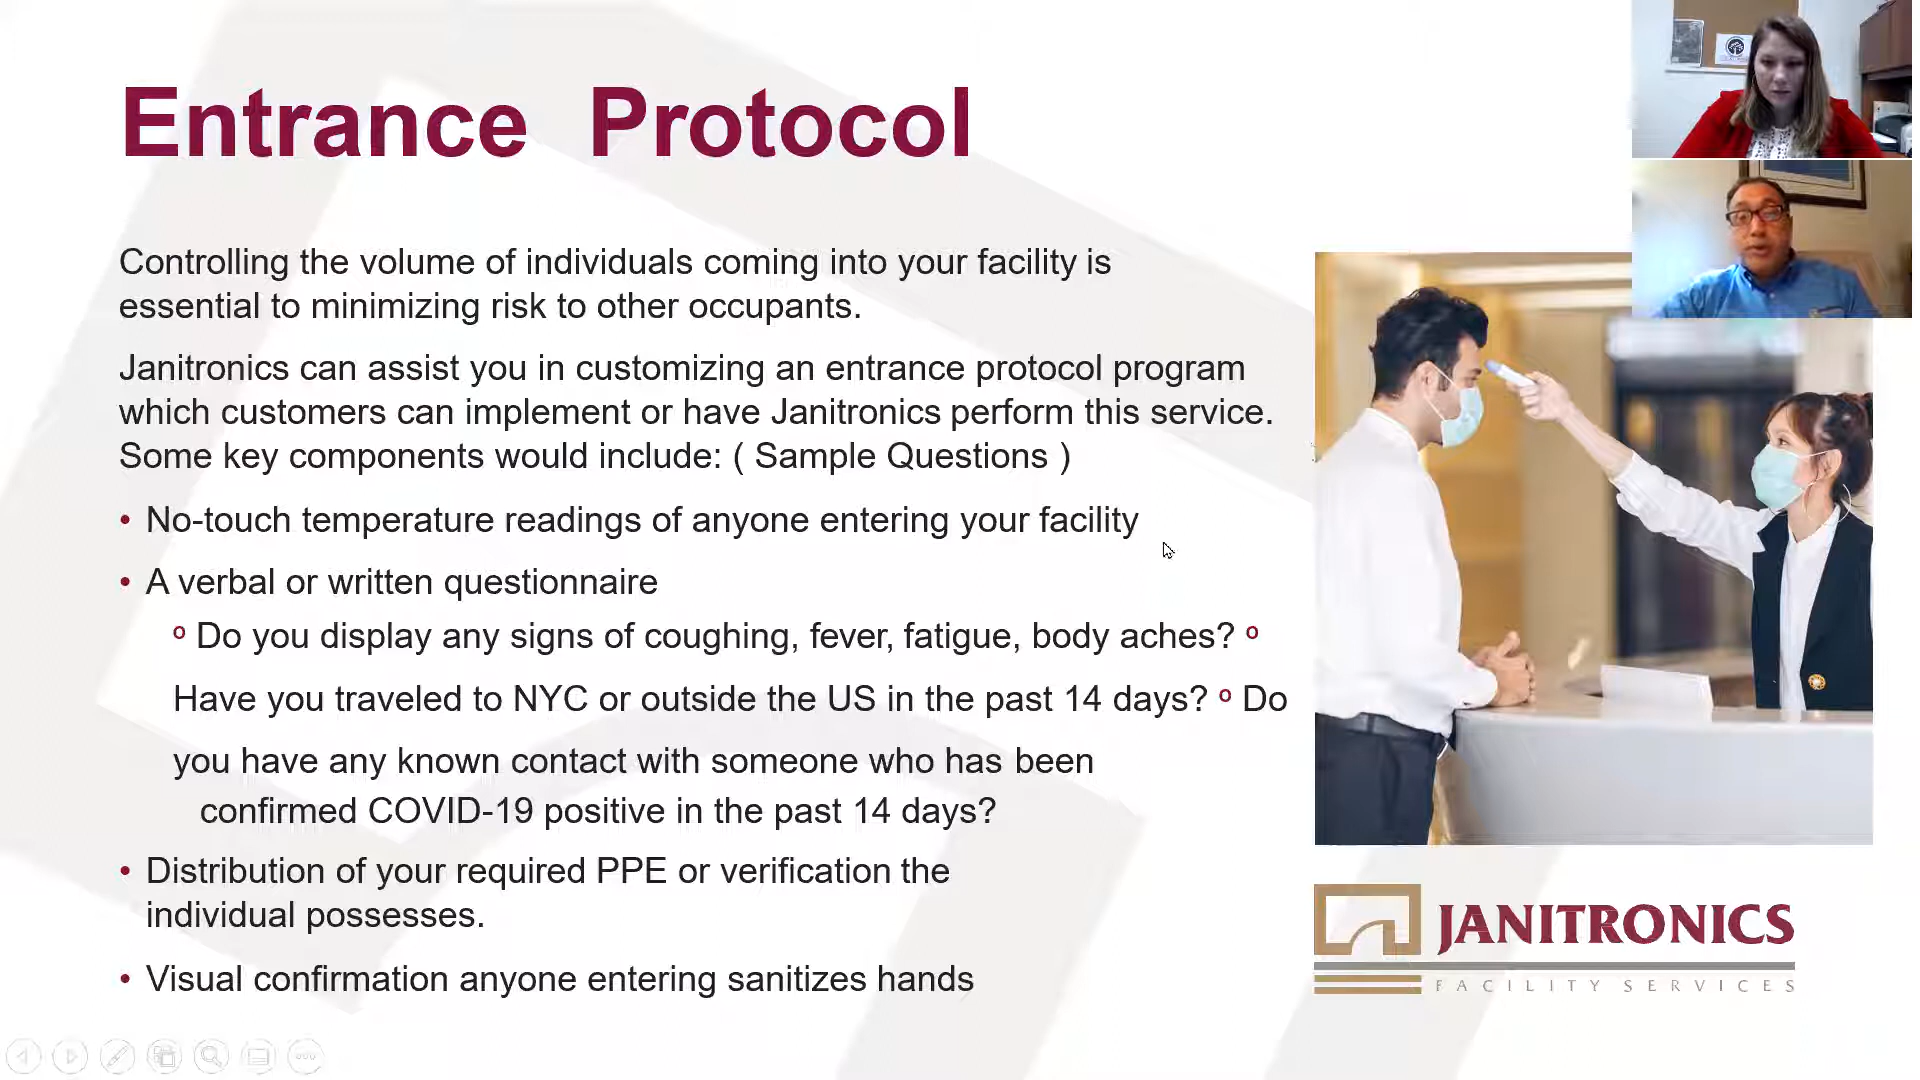 Entrance Protocol
Controlling the volume of individuals coming into your facility is
essential to minimizing risk to other occupants.
Janitronics can assist you in customizing an entrance protocol program
which customers can implement or have Janitronics perform this service.
Some key components would include: ( Sample Questions )
• No-touch temperature readings of anyone entering your facility
• A verbal or written questionnaire
º Do you display any signs of coughing, fever, fatigue, body aches? º
Have you traveled to NYC or outside the US in the past 14 days? º Do
you have any known contact with someone who has been
confirmed COVID-19 positive in the past 14 days?
• Distribution of your required PPE or verification the
individual possesses.
• Visual confirmation anyone entering sanitizes hands
JANITRONICS
FACILITY SERVICES